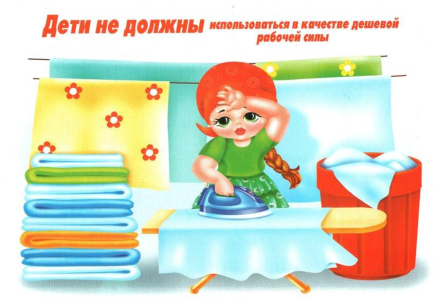 Дети не должны использоваться в качестве дешевой
рабочей силы